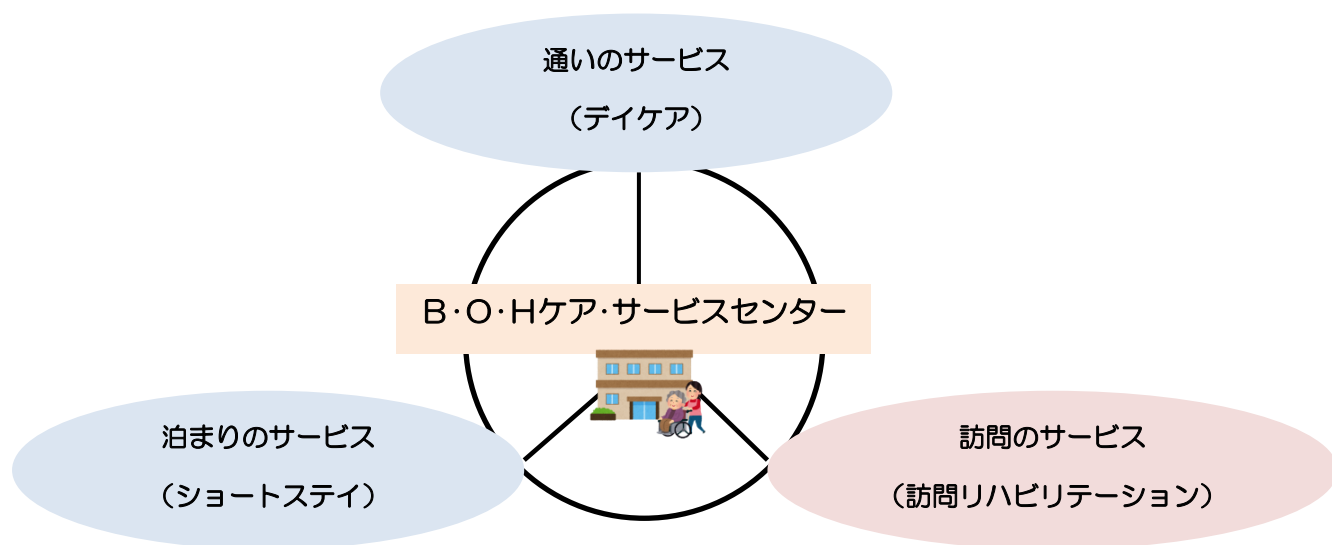 通いのサービス
（デイケア）
Ｂ･Ｏ･Ｈケア･サービスセンター
泊まりのサービス
（ショートステイ）
訪問のサービス
（訪問リハビリテーション）